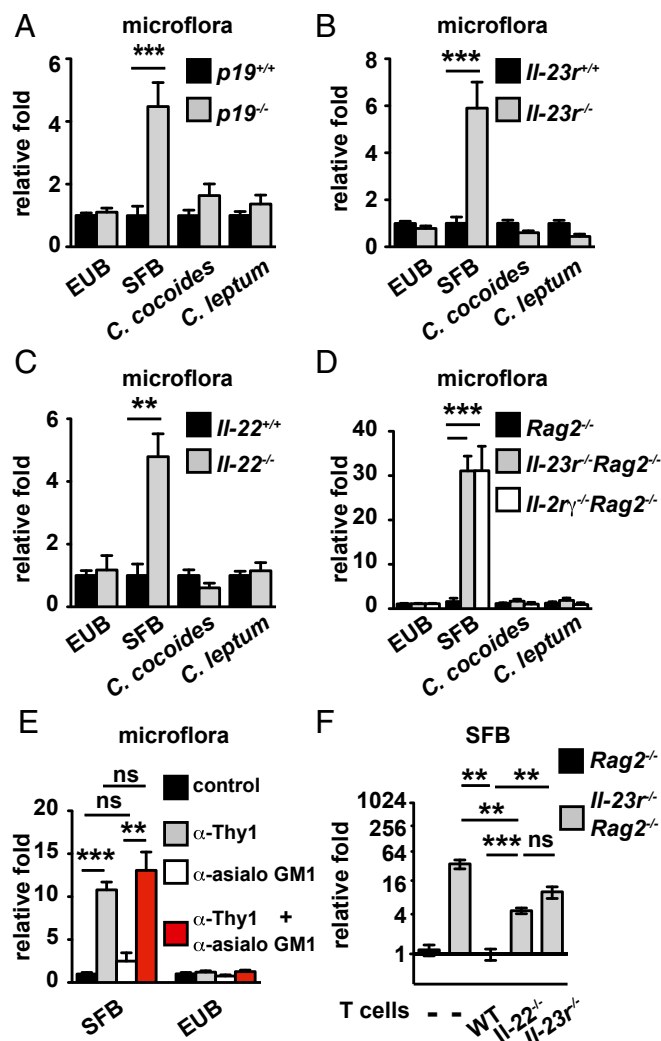 A
microflora
relative fold
6
4
2
0
***
p19+/+
p19-/-
EUB
SFB
C. cocoides
C. leptum
B
microflora
relative fold
8
6
4
2
0
***
Il-23r+/+
Il-23r-/-
EUB
SFB
C. cocoides
C. leptum
C
microflora
relative fold
6
4
2
0
**
Il-22+/+
Il-22-/-
EUB
SFB
C. cocoides
C. leptum
D
microflora
relative fold
40
30
20
10
0
***
Rag2-/-
Il-23r-/-Rag2-/-
Il-2rγ-/-Rag2-/-
EUB
SFB
C. cocoides
C. leptum
E
microflora
relative fold
20
15
10
5
0
ns
ns
***
**
control
α-Thy1
α-asialo GM1
α-Thy1 +
α-asialo GM1
SFB
EUB
F
SFB
relative fold
1024
256
64
16
4
1
**
**
**
***
ns
Rag2-/-
Il-23r-/-
Rag2-/-
T cells - - WT Il-22-/- Il-23r-/-